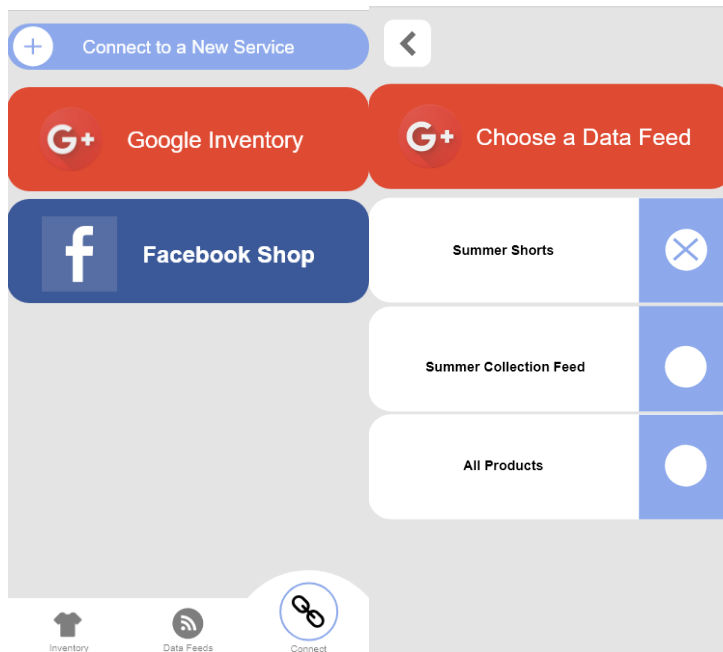 Connect to a New Service
G+ Google Inventory
f Facebook Shop
Inventory
Data Feeds
Connect
G+ Choose a Data Feed
Summer Shorts
Summer Collection Feed
All Products